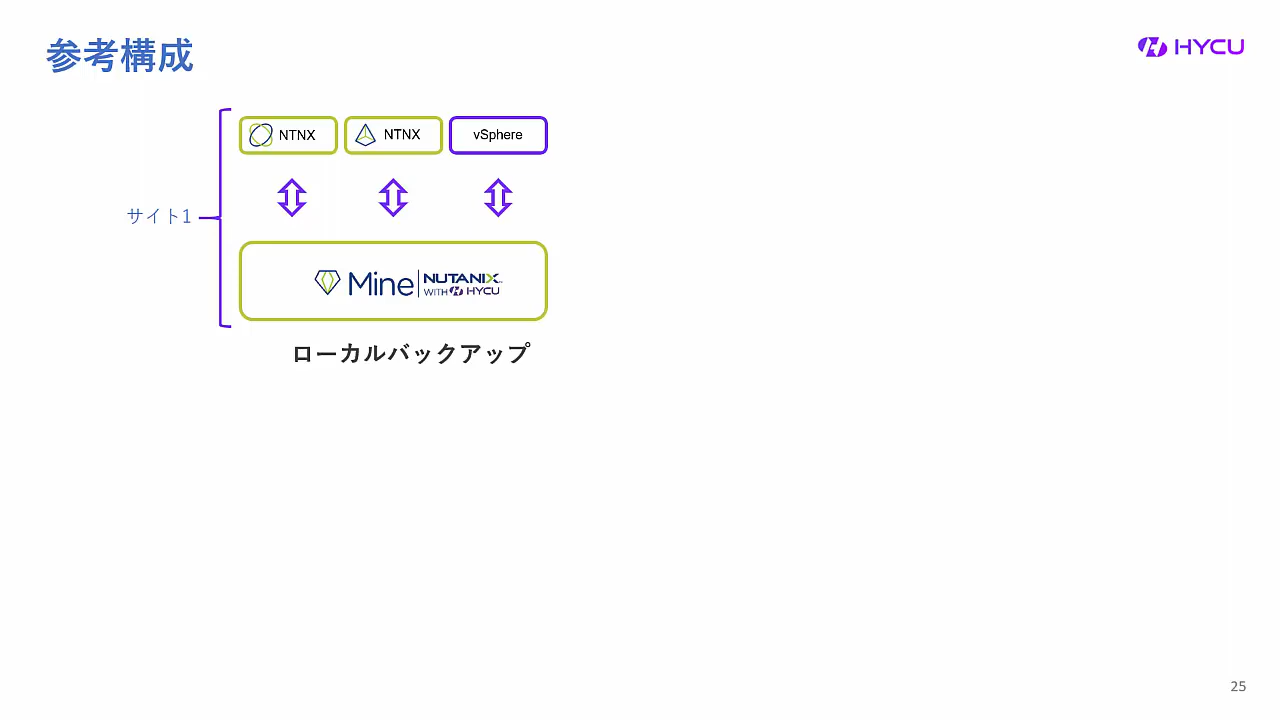 参考構成
HYCU
NTNX
NTNX
vSphere
サイト1
Mine NUTANIX
WITH HYCU
ローカルバックアップ
25